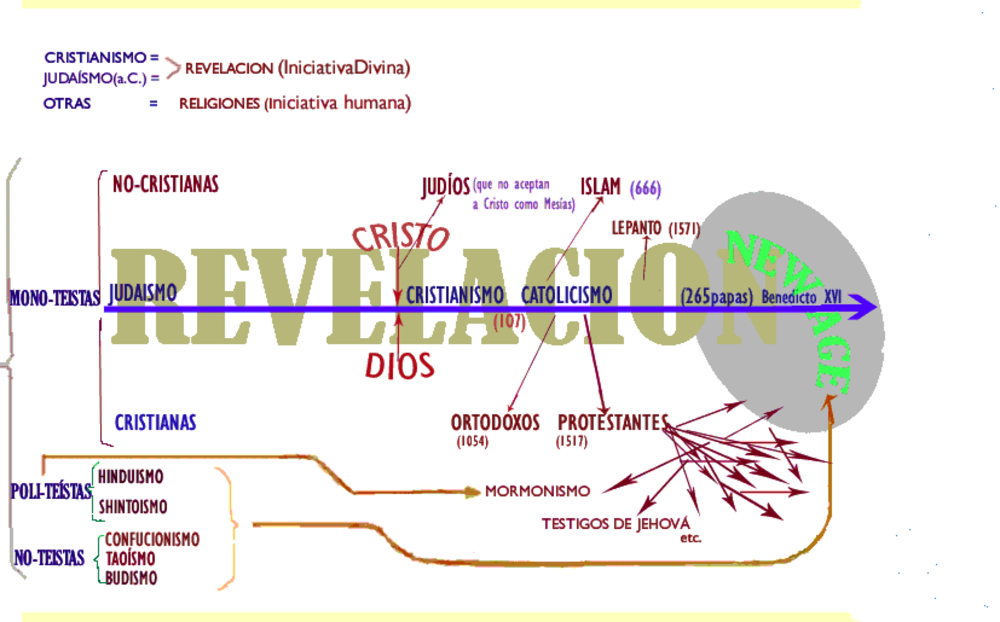 CRISTIANISMO =
JUDAÍSMO(a.C.) =
REVELACION (IniciativaDivina)
OTRAS = RELIGIONES (Iniciativa humana)
NO-CRISTIANAS
JUDÍOS (que no aceptan
a Cristo como Mesías)
ISLAM (666)
LEPANTO (1571)
CRISTO
REVELACION
NEW AGE
MONO-TEISTAS
JUDAISMO
CRISTIANISMO
CATOLICISMO
(265papas) Benedicto XVI
(107)
DIOS
CRISTIANAS
ORTODOXOS
(1054)
PROTESTANTES
(1517)
POLI-TEÍSTAS
HINDUISMO
SHINTOISMO
MORMONISMO
TESTIGOS DE JEHOVÁ
etc.
NO-TEISTAS
CONFUCIONISMO
TAOÍSMO
BUDISMO